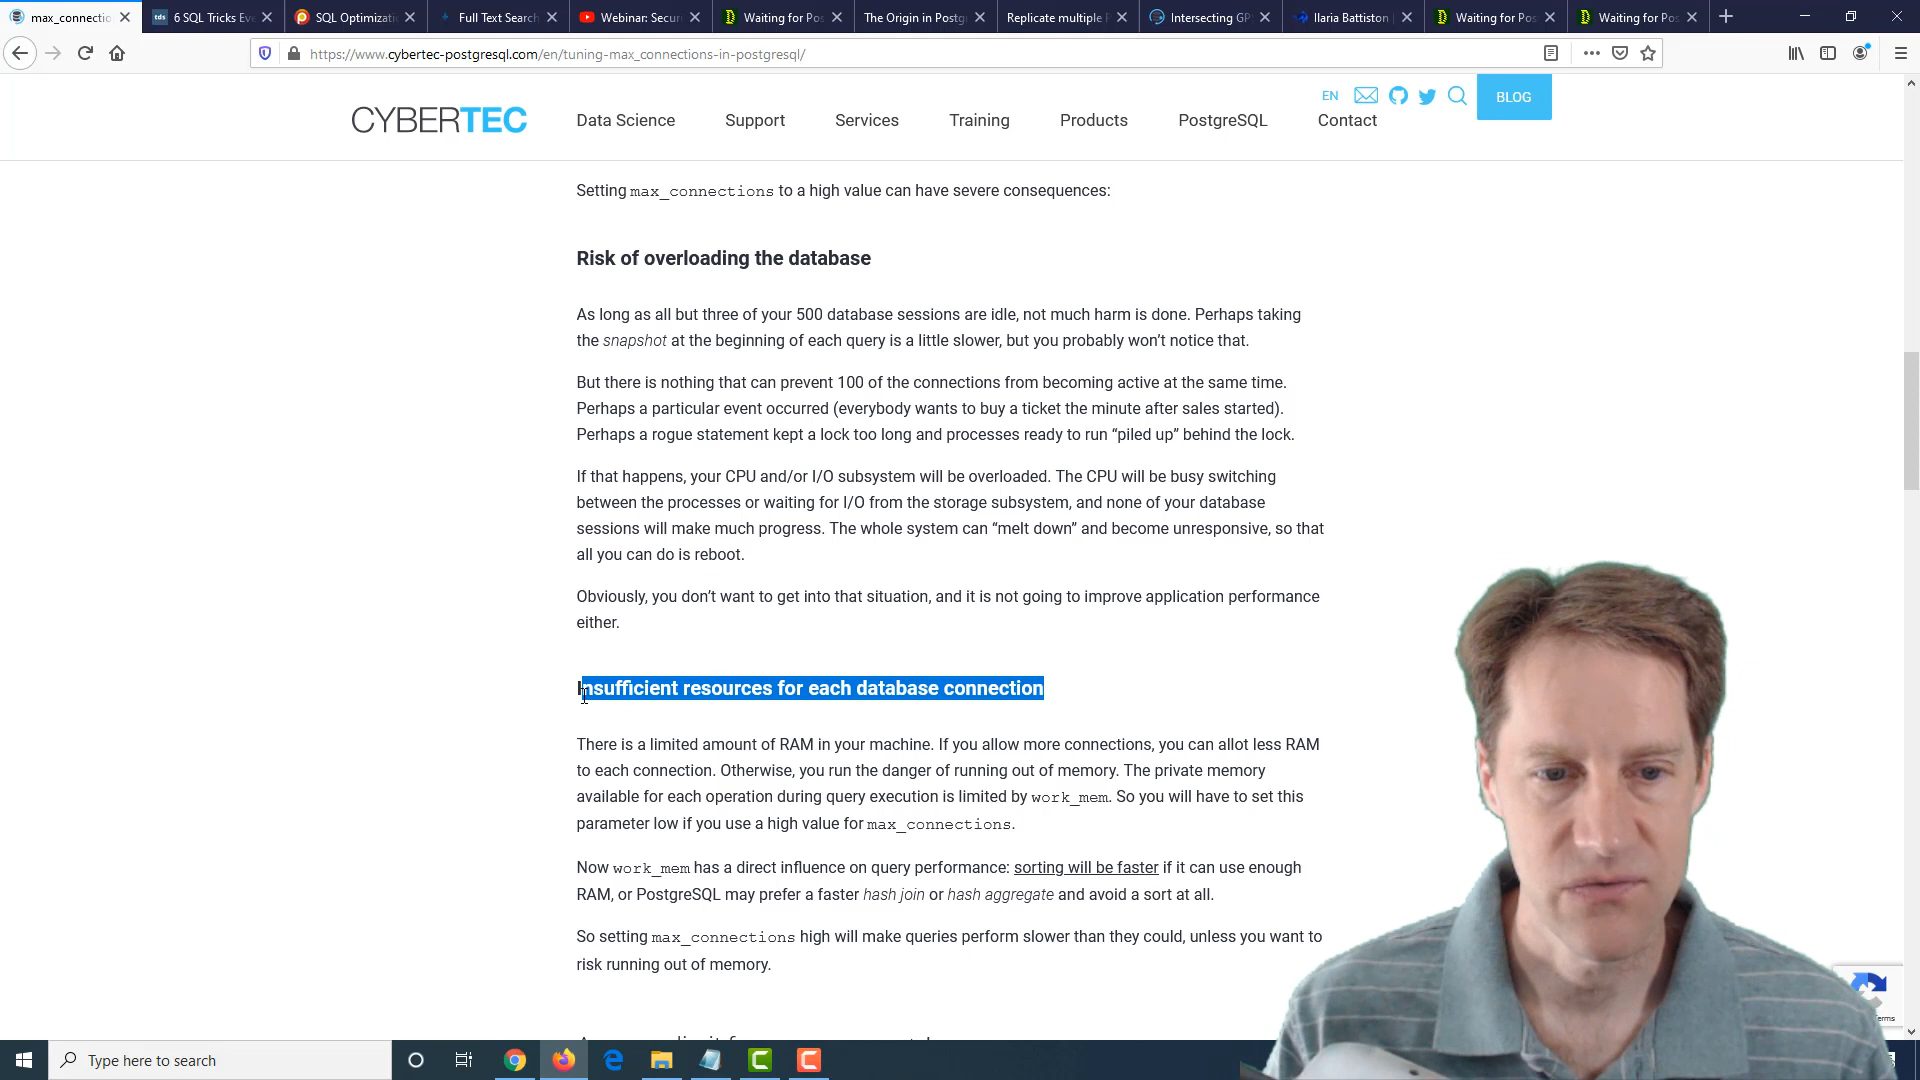 max_connectio
6 SQL Tricks Eve
SQL Optimizati
Full Text Search
Webinar: Secur
Waiting for Pos
The Origin in Postg
Replicate multiple P
Intersecting GP
Ilaria Battiston
Waiting for Pos
Waiting for Pos
https://www.cybertec-postgresql.com/en/tuning-max_connections-in-postgresql/
EN
BLOG
CYBERTEC
Data Science
Support
Services
Training
Products
PostgreSQL
Contact
Setting max_connections to a high value can have severe consequences:
Risk of overloading the database
As long as all but three of your 500 database sessions are idle, not much harm is done. Perhaps taking
the snapshot at the beginning of each query is a little slower, but you probably won’t notice that.
But there is nothing that can prevent 100 of the connections from becoming active at the same time.
Perhaps a particular event occurred (everybody wants to buy a ticket the minute after sales started).
Perhaps a rogue statement kept a lock too long and processes ready to run “piled up” behind the lock.
If that happens, your CPU and/or I/O subsystem will be overloaded. The CPU will be busy switching
between the processes or waiting for I/O from the storage subsystem, and none of your database
sessions will make much progress. The whole system can “melt down” and become unresponsive, so that
all you can do is reboot.
Obviously, you don’t want to get into that situation, and it is not going to improve application performance
either.
Insufficient resources for each database connection
There is a limited amount of RAM in your machine. If you allow more connections, you can allot less RAM
to each connection. Otherwise, you run the danger of running out of memory. The private memory
available for each operation during query execution is limited by work_mem. So you will have to set this
parameter low if you use a high value for max_connections.
Now work_mem has a direct influence on query performance: sorting will be faster if it can use enough
RAM, or PostgreSQL may prefer a faster hash join or hash aggregate and avoid a sort at all.
So setting max_connections high will make queries perform slower than they could, unless you want to
risk running out of memory.
Type here to search